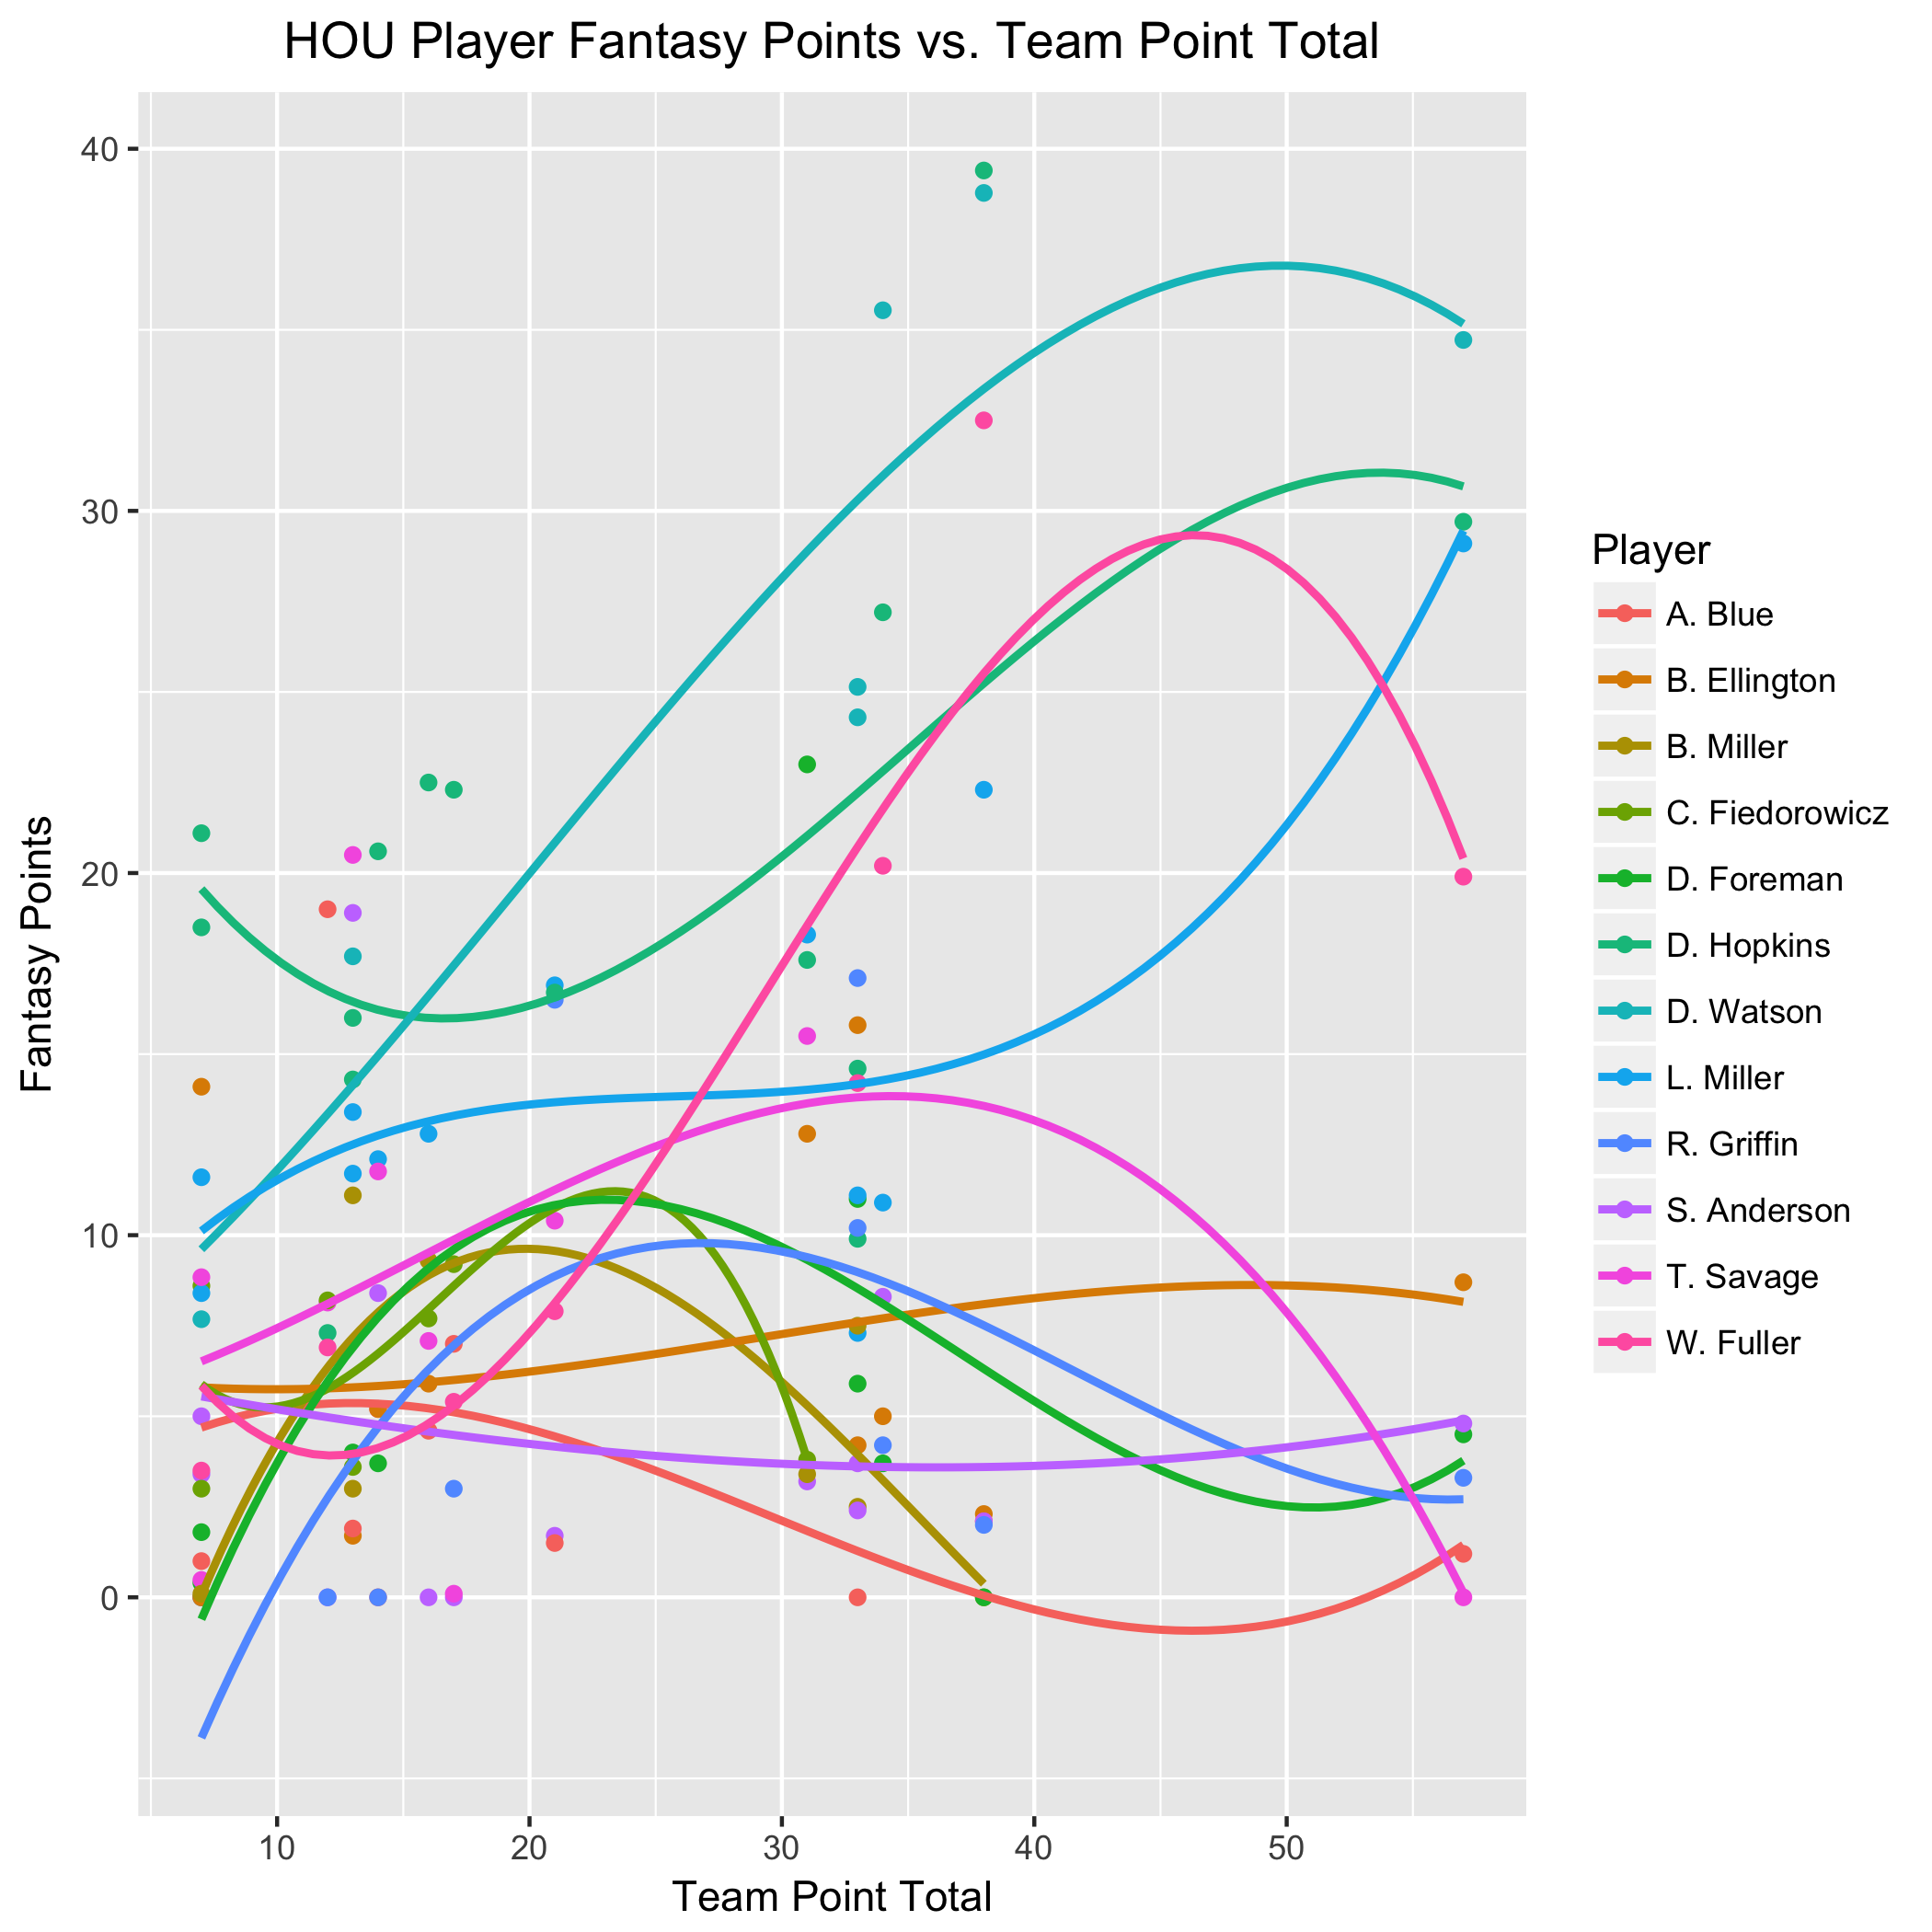 HOU Player Fantasy Points vs. Team Point Total
40
30
20
10
0
Fantasy Points
10
20
30
40
50
Team Point Total
Player
A. Blue
B. Ellington
B. Miller
C. Fiedorowicz
D. Foreman
D. Hopkins
D. Watson
L. Miller
R. Griffin
S. Anderson
T. Savage
W. Fuller